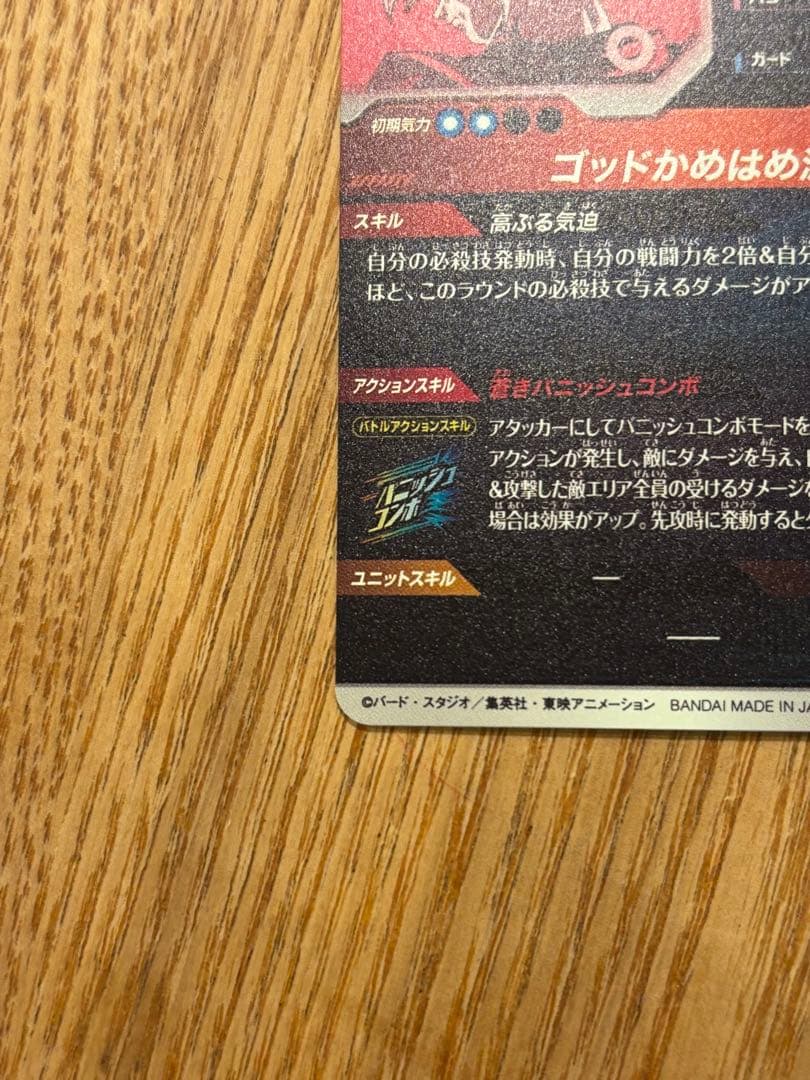 ガード
初期気力
ゴッドかめはめ
スキル
高ぶる気迫
自分の必殺技発動時、自分の戦闘力を2倍&自分
ほど、このラウンドの必殺技で与えるダメージがア
アクションスキル
蒼きバニッシュコンボ
バトルアクションスキル
アタッカーにしてバニッシュコンボモードを
アクションが発生し、敵にダメージを与え、
&攻撃した敵エリア全員の受けるダメージ
場合は効果がアップ。先攻時に発動すると
バニッシュ
コンボ
ユニットスキル
ー
ー
©バード・スタジオ／集英社・東映アニメーション BANDAI MADE IN JA